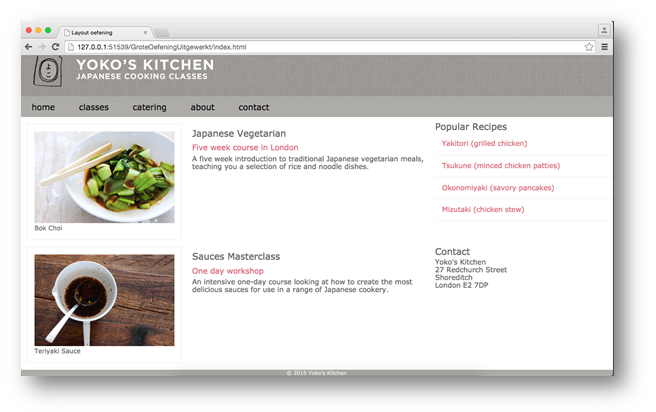 Layout oefening
127.0.0.1:51539/GroteOefeningUitgewerkt/index.html
よこ
YOKO'S KITCHEN
JAPANESE COOKING CLASSES
home classes catering about contact
Japanese Vegetarian
Five week course in London
A five week introduction to traditional Japanese vegetarian meals,
teaching you a selection of rice and noodle dishes.
Bok Choi
Sauces Masterclass
One day workshop
An intensive one-day course looking at how to create the most
delicious sauces for use in a range of Japanese cookery.
Teriyaki Sauce
Popular Recipes
Yakitori (grilled chicken)
Tsukune (minced chicken patties)
Okonomiyaki (savory pancakes)
Mizutaki (chicken stew)
Contact
Yoko's Kitchen
27 Redchurch Street
Shoreditch
London E2 7DP
© 2015 Yoko's Kitchen